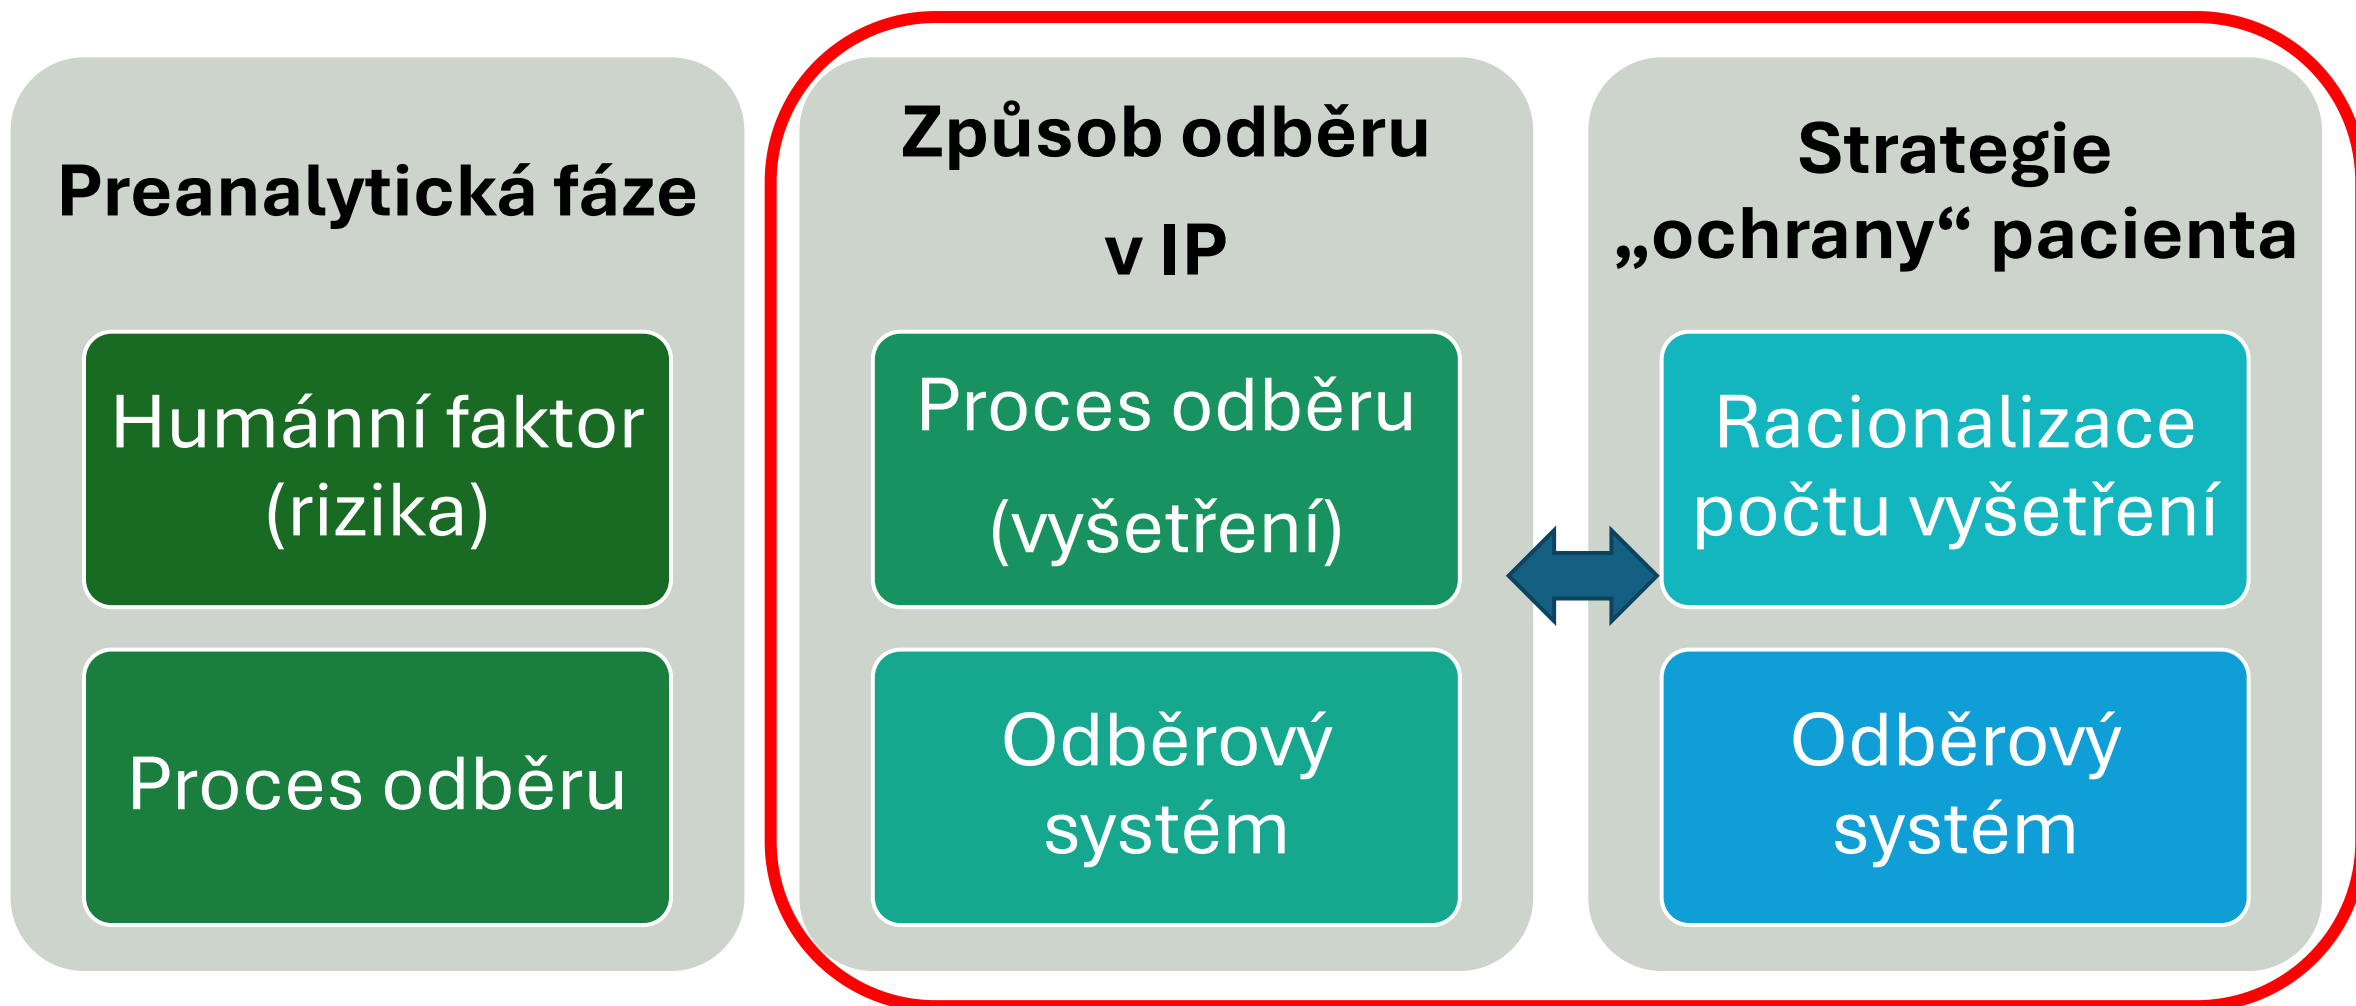 Preanalytická fáze
Humánní faktor
(rizika)
Proces odběru
Způsob odběru
v IP
Proces odběru
(vyšetření)
Odběrový
systém
Strategie
„ochrany“ pacienta
Racionalizace
počtu vyšetření
Odběrový
systém